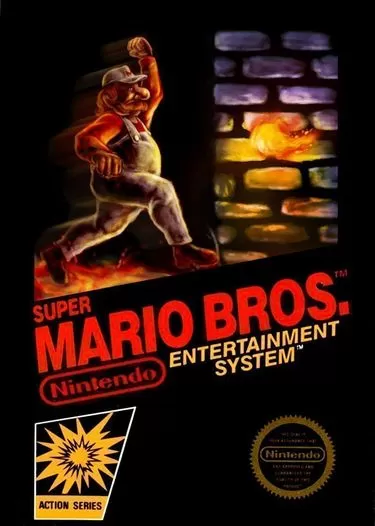 SUPER
MARIO BROS.™
Nintendo
ENTERTAINMENT
SYSTEM™
ACTION SERIES
Nintendo